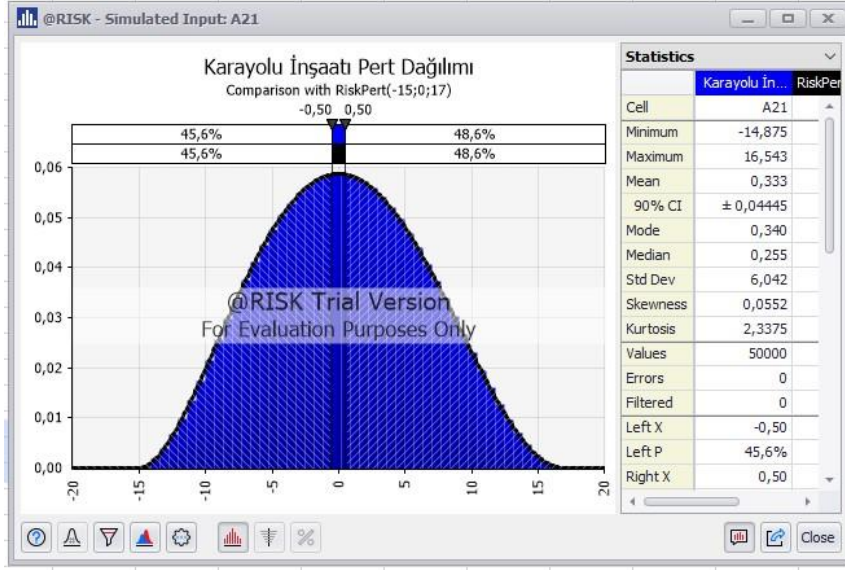 @RISK - Simulated Input: A21
Karayolu İnşaatı Pert Dağılımı
Comparison with RiskPert(-15;0;17)
-0,50 0,50
45,6% 48,6%
45,6% 48,6%
0,06
0,05
0,04
0,03
0,02
0,01
0,00
-20 -15 -10 -5 0 5 10 15 20
@RISK Trial Version
For Evaluation Purposes Only
Statistics
Karayolu İn... RiskPer
Cell A21
Minimum -14,875
Maximum 16,543
Mean 0,333
90% CI ± 0,04445
Mode 0,340
Median 0,255
Std Dev 6,042
Skewness 0,0552
Kurtosis 2,3375
Values 50000
Errors 0
Filtered 0
Left X -0,50
Left P 45,6%
Right X 0,50
Close